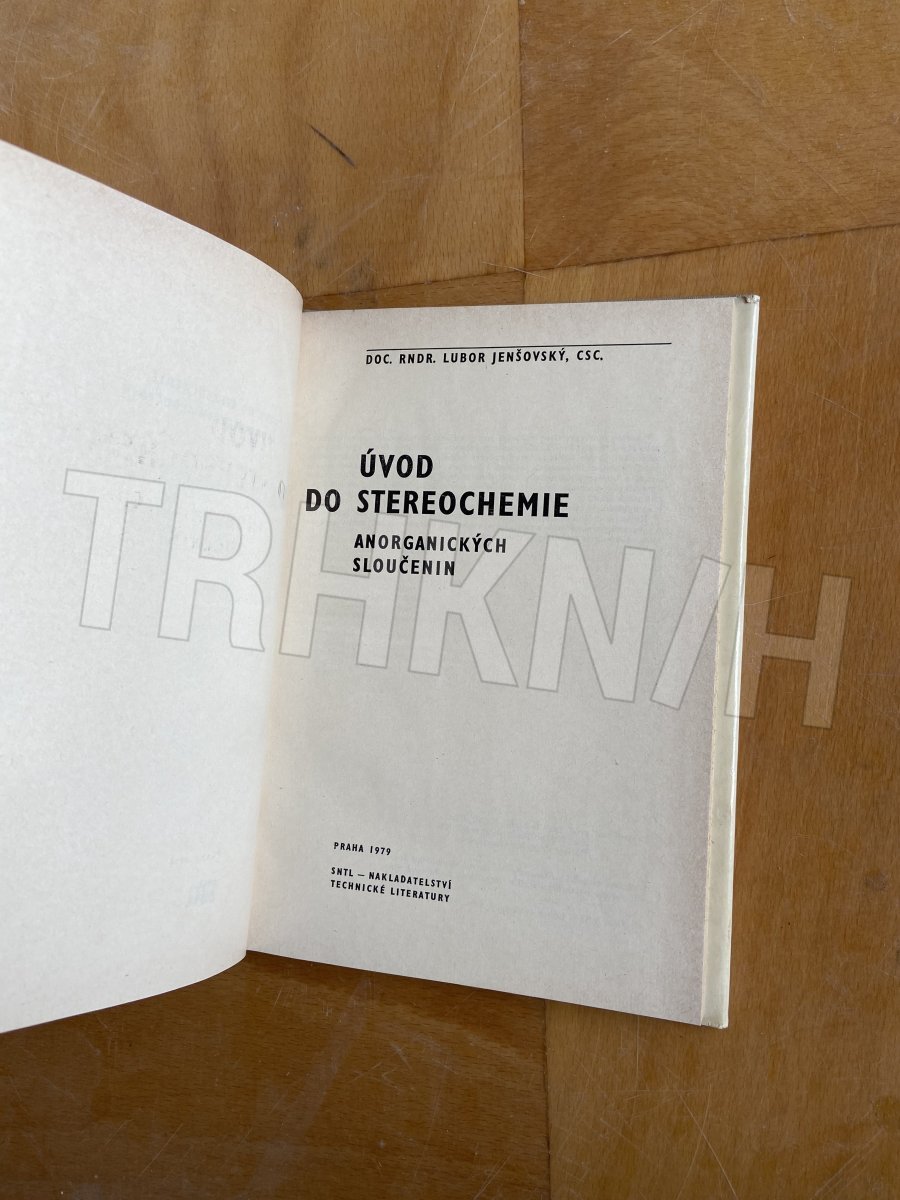 DOC. RNDR. LUBOR JENŠOVSKÝ, CSC.
ÚVOD
DO STEREOCHEMIE
ANORGANICKÝCH
SLOUČENIN
TRHKNIH
PRAHA 1979
SNTL — NAKLADATELSTVÍ
TECHNICKÉ LITERATURY